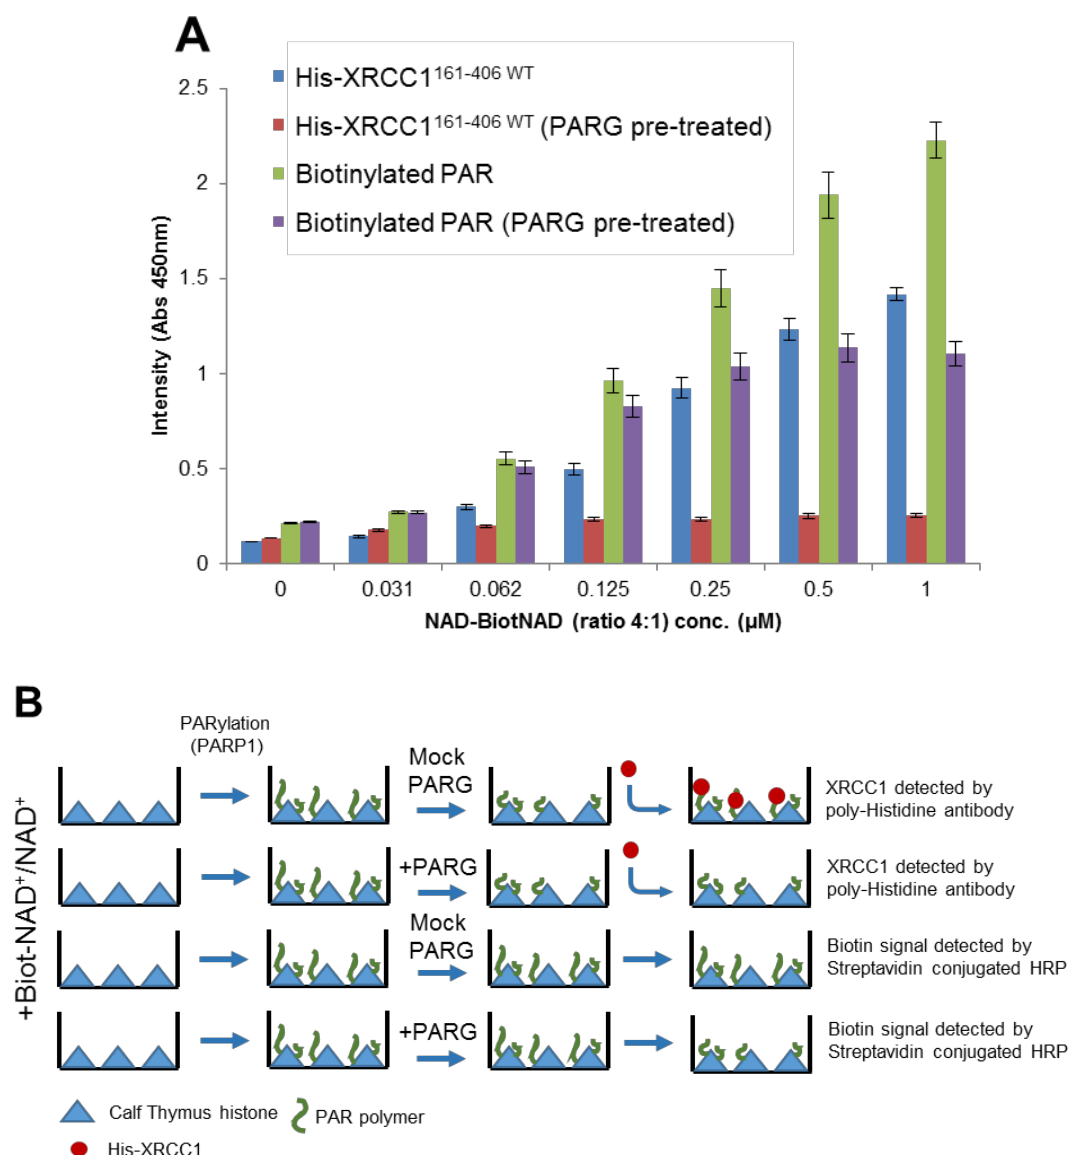 A
His-XRCC1161-406 WT
His-XRCC1161-406 WT (PARG pre-treated)
Biotinylated PAR
Biotinylated PAR (PARG pre-treated)
2.5
2
1.5
1
0.5
0
Intensity (Abs 450nm)
0 0.031 0.062 0.125 0.25 0.5 1
NAD-BiotNAD (ratio 4:1) conc. (µM)
B
+Biot-NAD+/NAD+
PARylation
(PARP1)
Mock
PARG
XRCC1 detected by
poly-Histidine antibody
+PARG
XRCC1 detected by
poly-Histidine antibody
Mock
PARG
Biotin signal detected by
Streptavidin conjugated HRP
+PARG
Biotin signal detected by
Streptavidin conjugated HRP
Calf Thymus histone
PAR polymer
His-XRCC1